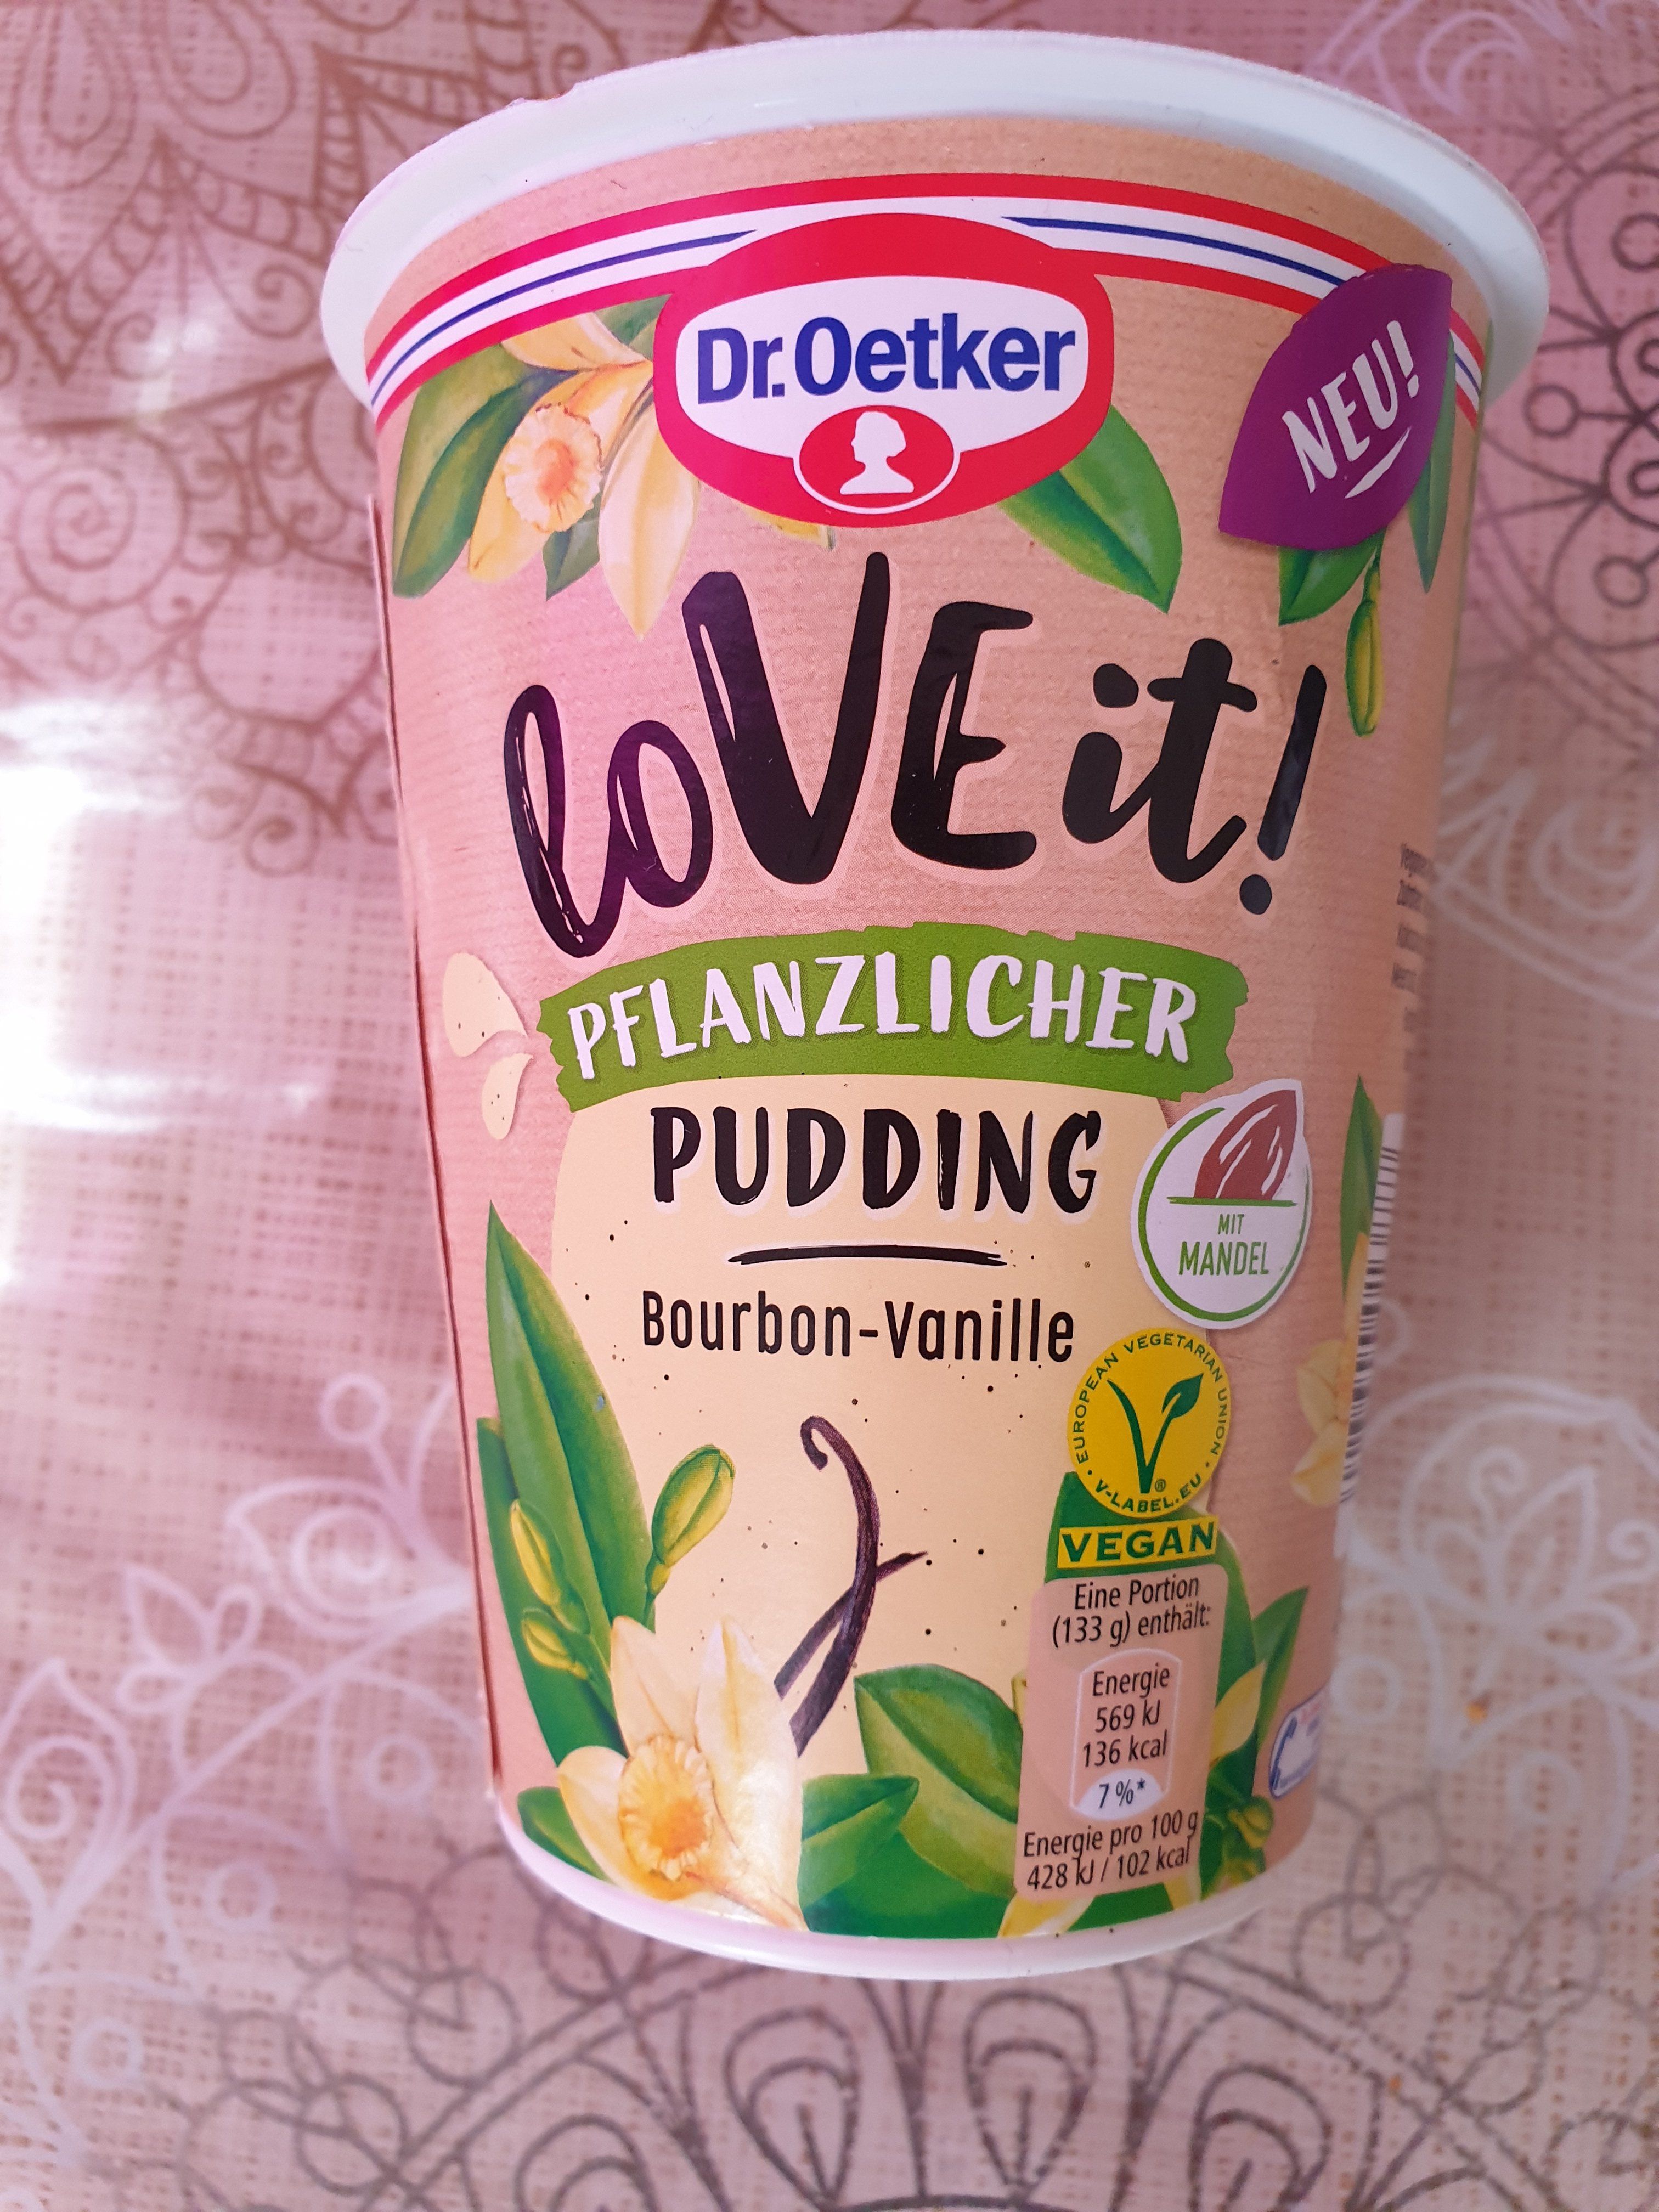 Dr. Oetker
NEU!
loVE it!
PFLANZLICHER
PUDDING
MIT
MANDEL
Bourbon-Vanille
EUROPEAN VEGETARIAN UNION
V-LABEL.EU
VEGAN
Eine Portion
(133 g) enthält:
Energie
569 kJ
136 kcal
7 %*
Energie pro 100 g
428 kJ / 102 kcal